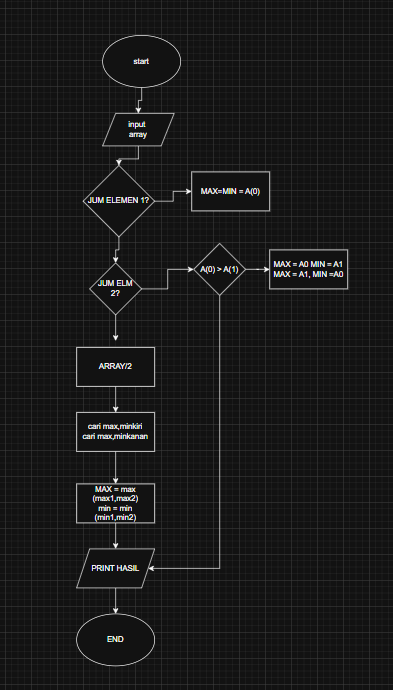 start
input
array
JUM ELEMEN 1?
MAX=MIN = A(0)
JUM ELM
2?
A(0) > A(1)
MAX = A0 MIN = A1
MAX = A1, MIN =A0
ARRAY/2
cari max,minkiri
cari max,minkanan
MAX = max
(max1,max2)
min = min
(min1,min2)
PRINT HASIL
END